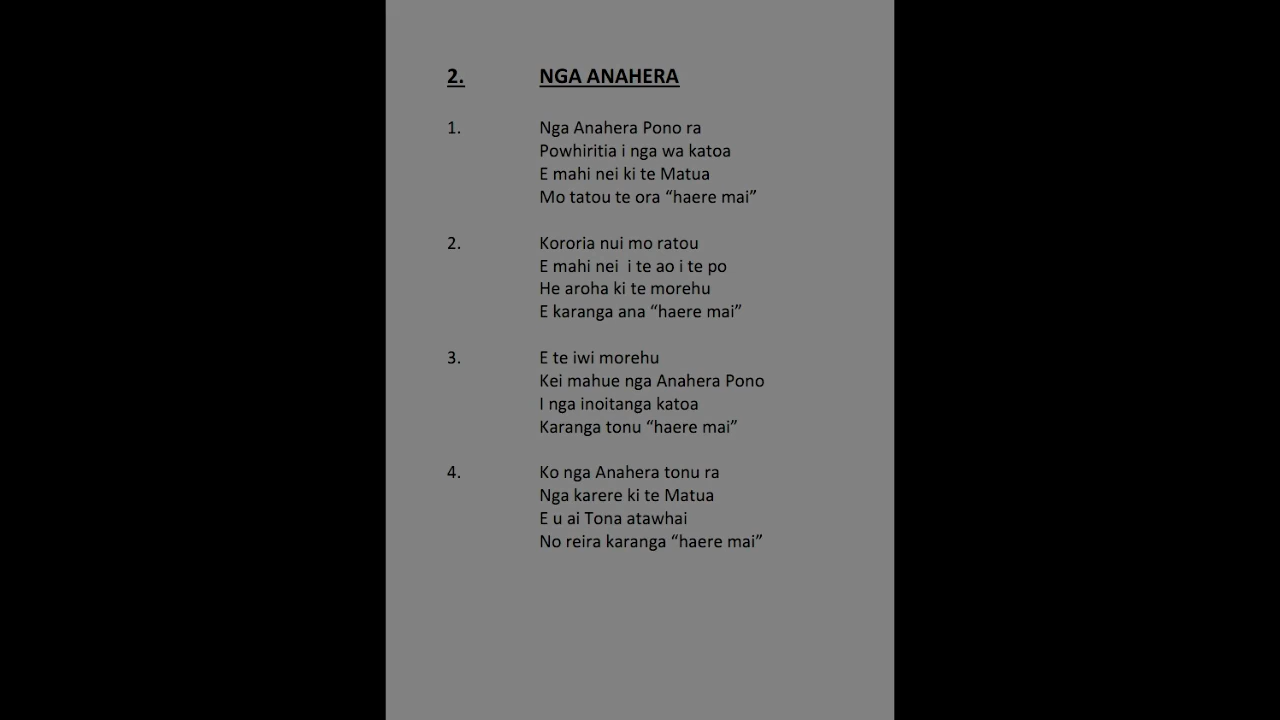 2. NGA ANAHERA
1. Nga Anahera Pono ra
Powhiritia i nga wa katoa
E mahi nei ki te Matua
Mo tatou te ora “haere mai”
2. Kororia nui mo ratou
E mahi nei  i te ao i te po
He aroha ki te morehu
E karanga ana “haere mai”
3. E te iwi morehu
Kei mahue nga Anahera Pono
I nga inoitanga katoa
Karanga tonu “haere mai”
4. Ko nga Anahera tonu ra
Nga karere ki te Matua
E u ai Tona atawhai
No reira karanga “haere mai”